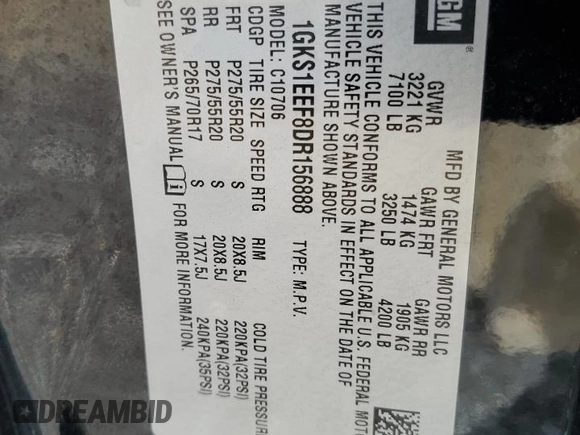 GM ®
MFD BY GENERAL MOTORS LLC
GVWR GAWR FRT GAWR RR
3221 KG 1474 KG 1905 KG
7100 LB 3250 LB 4200 LB
THIS VEHICLE CONFORMS TO ALL APPLICABLE U.S. FEDERAL
VEHICLE SAFETY STANDARDS IN EFFECT ON THE DATE OF
MANUFACTURE SHOWN ABOVE.
1GKS1EEF8DR156888 TYPE: M.P.V.
MODEL: C10706
CDGP TIRE SIZE SPEED RTG RIM COLD TIRE
FRT P275/55R20 S 20X8.5J 220KPA(32PSI)
RR P275/55R20 S 20X8.5J 220KPA(32PSI)
SPA P265/70R17 S 17X7.5J 240KPA(35PSI)
SEE OWNER'S MANUAL FOR MORE INFORMATION.
DREAMBID